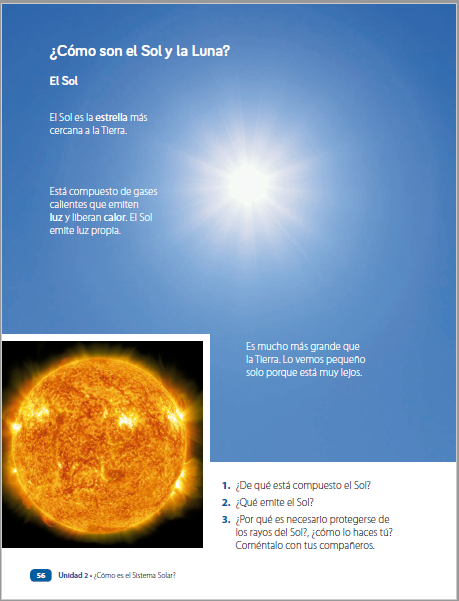 ¿Cómo son el Sol y la Luna?
El Sol
El Sol es la estrella más
cercana a la Tierra.
Está compuesto de gases
calientes que emiten
luz y liberan calor. El Sol
emite luz propia.
Es mucho más grande que
la Tierra. Lo vemos pequeño
solo porque está muy lejos.
1. ¿De qué está compuesto el Sol?
2. ¿Qué emite el Sol?
3. ¿Por qué es necesario protegerse de
los rayos del Sol?, ¿cómo lo haces tú?
Coméntalo con tus compañeros.
56 Unidad 2 • ¿Cómo es el Sistema Solar?